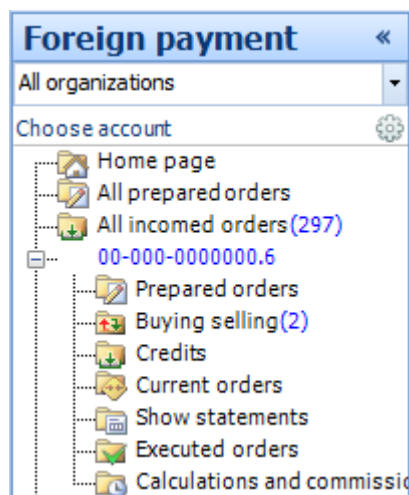 Foreign payment «
All organizations
Choose account
Home page
All prepared orders
All incomed orders(297)
00-000-0000000.6
Prepared orders
Buying selling(2)
Credits
Current orders
Show statements
Executed orders
Calculations and commissio